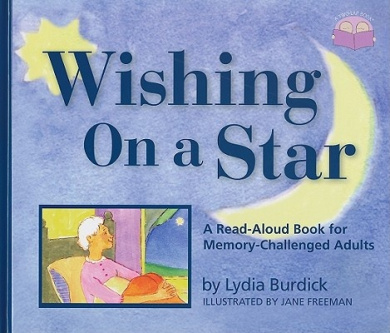 Wishing
On a Star
A Read-Aloud Book for
Memory-Challenged Adults
by Lydia Burdick
ILLUSTRATED BY JANE FREEMAN